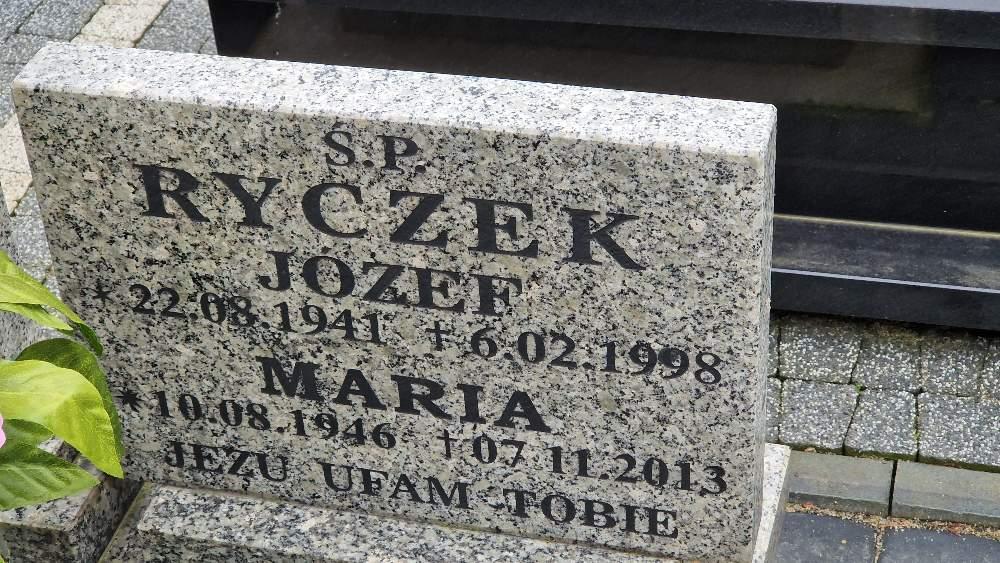 Ś.P.
RYCZEK
JÓZEF
* 22.08.1941 † 6.02.1998
MARIA
* 10.08.1946 † 07.11.2013
JEZU UFAM TOBIE